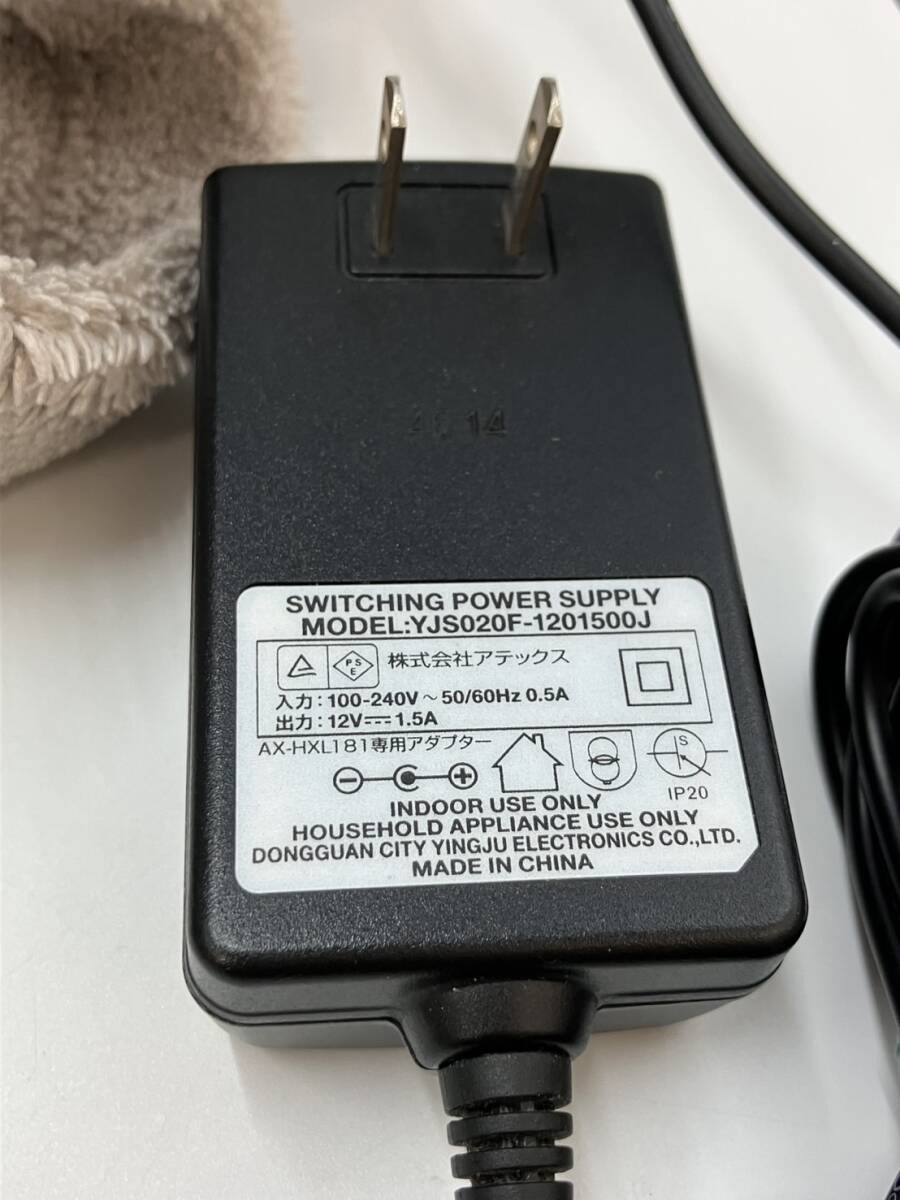 14
SWITCHING POWER SUPPLY
MODEL:YJS020F-1201500J
PS
E
株式会社アテックス
入力:100-240V～50/60Hz 0.5A
出力:12V⎓1.5A
AX-HXL181専用アダプター
S
IP20
INDOOR USE ONLY
HOUSEHOLD APPLIANCE USE ONLY
DONGGUAN CITY YINGJU ELECTRONICS CO.,LTD.
MADE IN CHINA